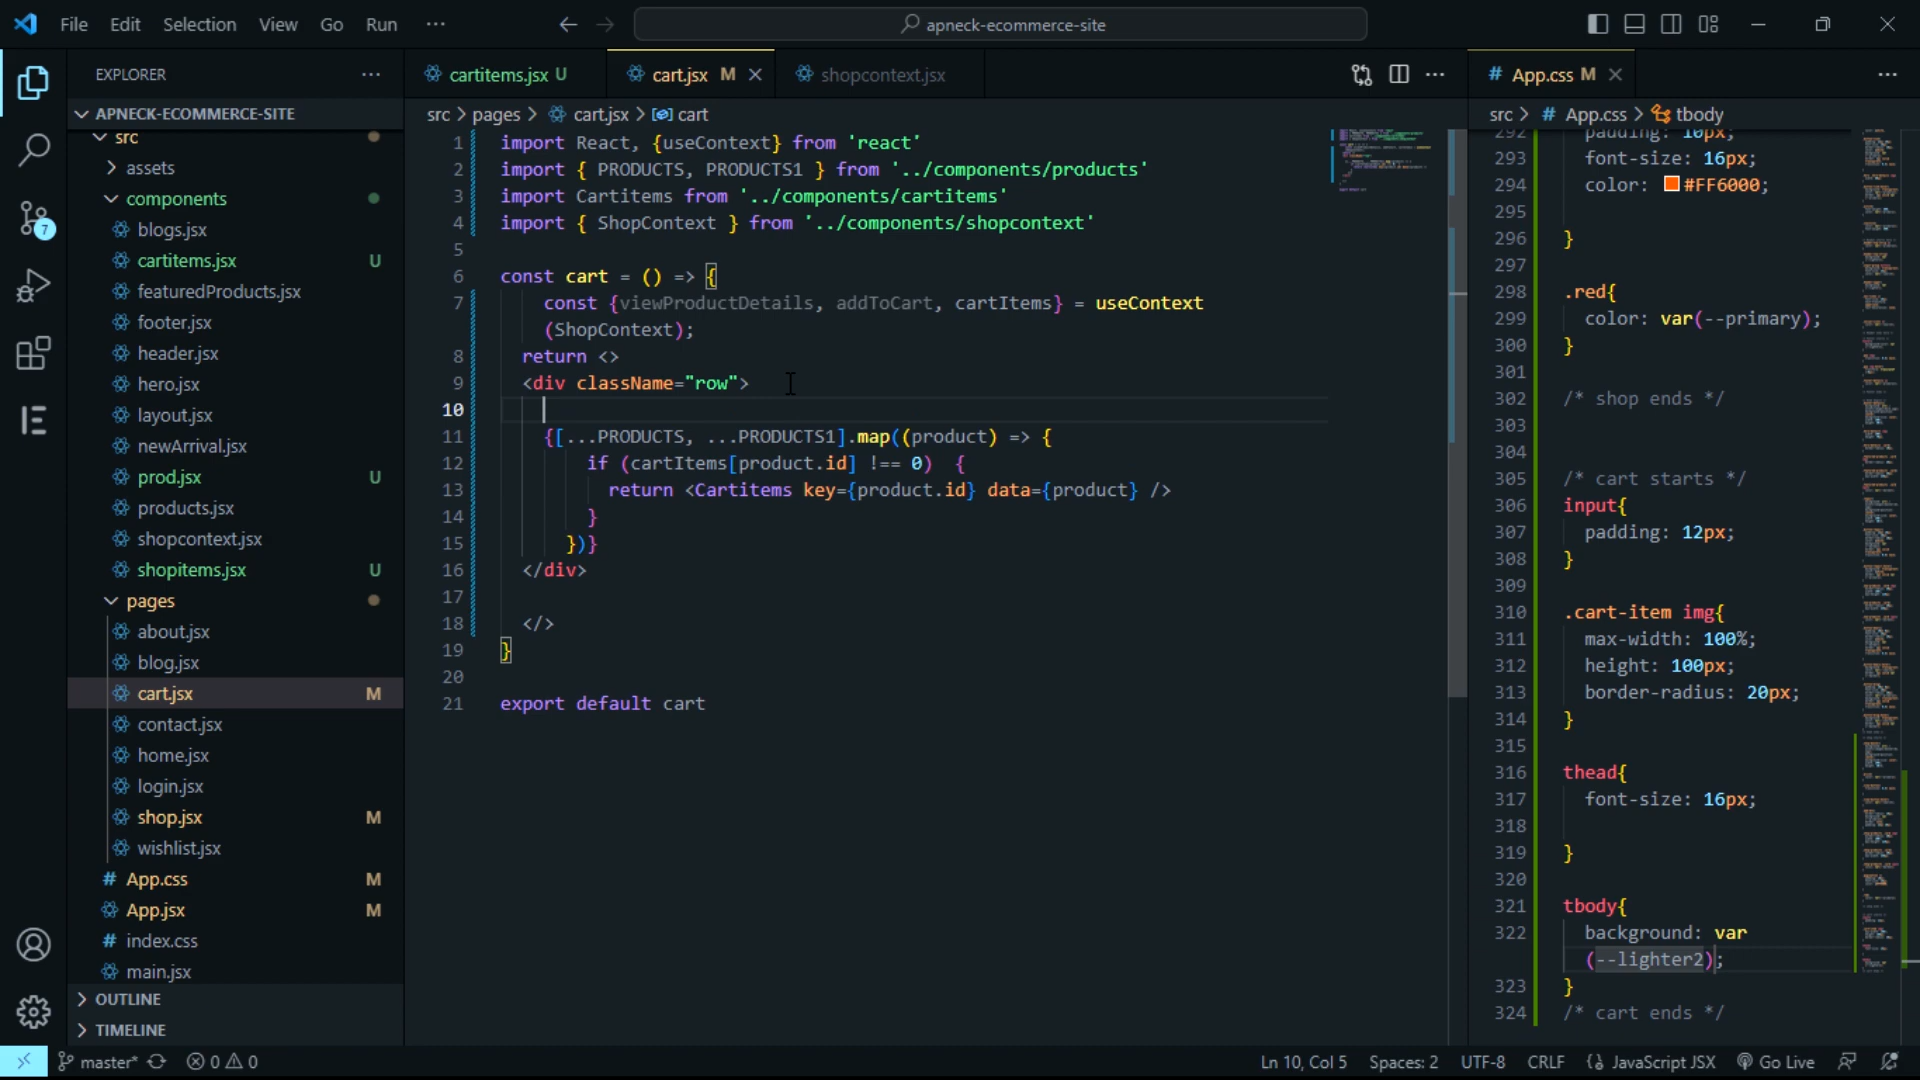 File Edit Selection View Go Run ···
apneck-ecommerce-site
EXPLORER ···
APNECK-ECOMMERCE-SITE
src
assets
components
blogs.jsx
cartitems.jsx U
featuredProducts.jsx
footer.jsx
header.jsx
hero.jsx
layout.jsx
newArrival.jsx
prod.jsx U
products.jsx
shopcontext.jsx
shopitems.jsx U
pages
about.jsx
blog.jsx
cart.jsx M
contact.jsx
home.jsx
login.jsx
shop.jsx M
wishlist.jsx
App.css M
App.jsx M
index.css
main.jsx
OUTLINE
TIMELINE
7
cartitems.jsx U cart.jsx M shopcontext.jsx
src > pages > cart.jsx > cart
1 import React, {useContext} from 'react'
2 import { PRODUCTS, PRODUCTS1 } from '../components/products'
3 import Cartitems from '../components/cartitems'
4 import { ShopContext } from '../components/shopcontext'
5
6 const cart = () => {
7 const {viewProductDetails, addToCart, cartItems} = useContext
(ShopContext);
8 return <>
9 <div className="row">
10
11 {[...PRODUCTS, ...PRODUCTS1].map((product) => {
12 if (cartItems[product.id] !== 0) {
13 return <Cartitems key={product.id} data={product} />
14 }
15 })}
16 </div>
17
18 </>
19 }
20
21 export default cart
App.css M
src > App.css > tbody
292 padding: 10px;
293 font-size: 16px;
294 color: #FF6000;
295
296 }
297
298 .red{
299 color: var(--primary);
300 }
301
302 /* shop ends */
303
304
305 /* cart starts */
306 input{
307 padding: 12px;
308 }
309
310 .cart-item img{
311 max-width: 100%;
312 height: 100px;
313 border-radius: 20px;
314 }
315
316 thead{
317 font-size: 16px;
318
319 }
320
321 tbody{
322 background: var
(--lighter2);
323 }
324 /* cart ends */
master* 0 0 Ln 10, Col 5 Spaces: 2 UTF-8 CRLF JavaScript JSX Go Live